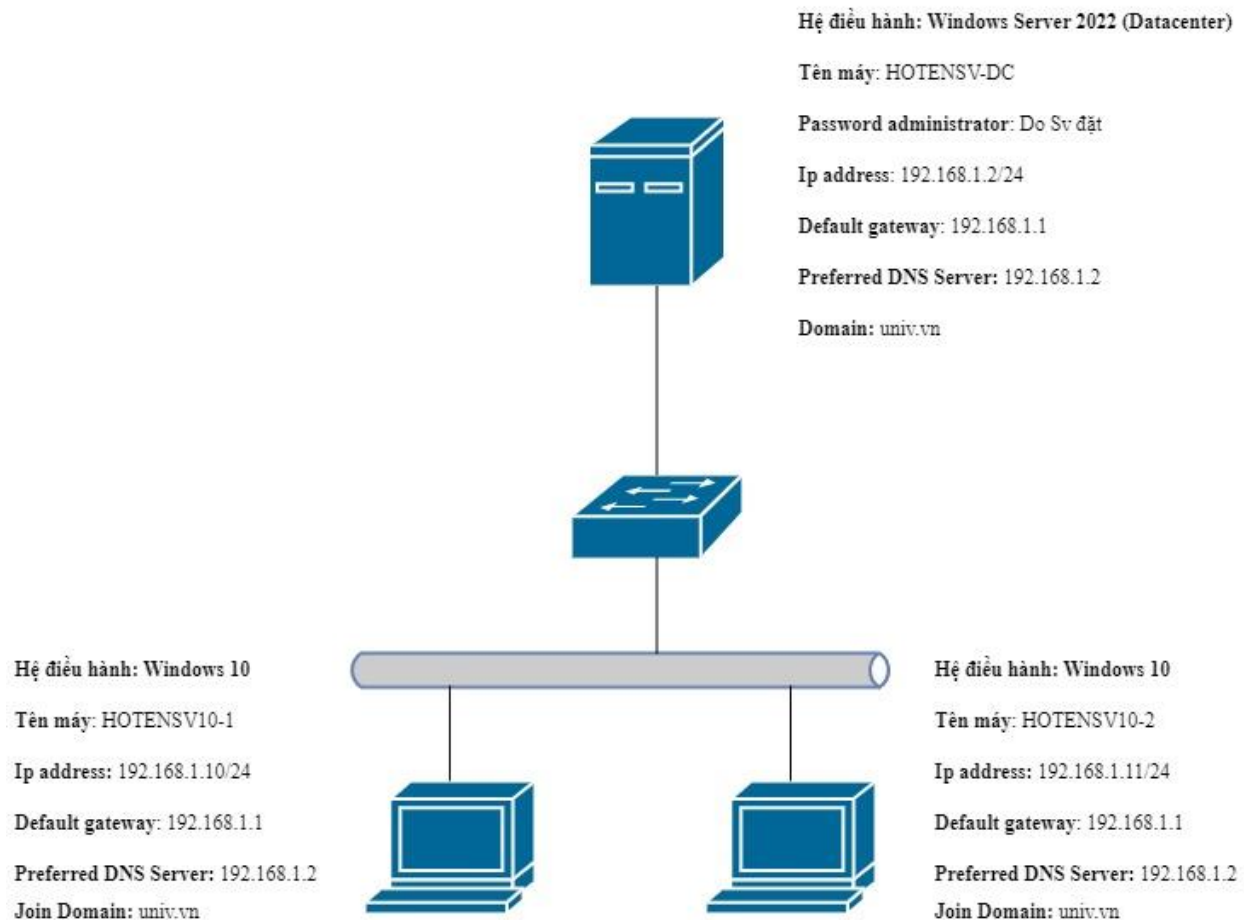 Hệ điều hành: Windows Server 2022 (Datacenter)
Tên máy: HOTENSV-DC
Password administrator: Do Sv đặt
Ip address: 192.168.1.2/24
Default gateway: 192.168.1.1
Preferred DNS Server: 192.168.1.2
Domain: univ.vn
Hệ điều hành: Windows 10
Tên máy: HOTENSV10-1
Ip address: 192.168.1.10/24
Default gateway: 192.168.1.1
Preferred DNS Server: 192.168.1.2
Join Domain: univ.vn
Hệ điều hành: Windows 10
Tên máy: HOTENSV10-2
Ip address: 192.168.1.11/24
Default gateway: 192.168.1.1
Preferred DNS Server: 192.168.1.2
Join Domain: univ.vn